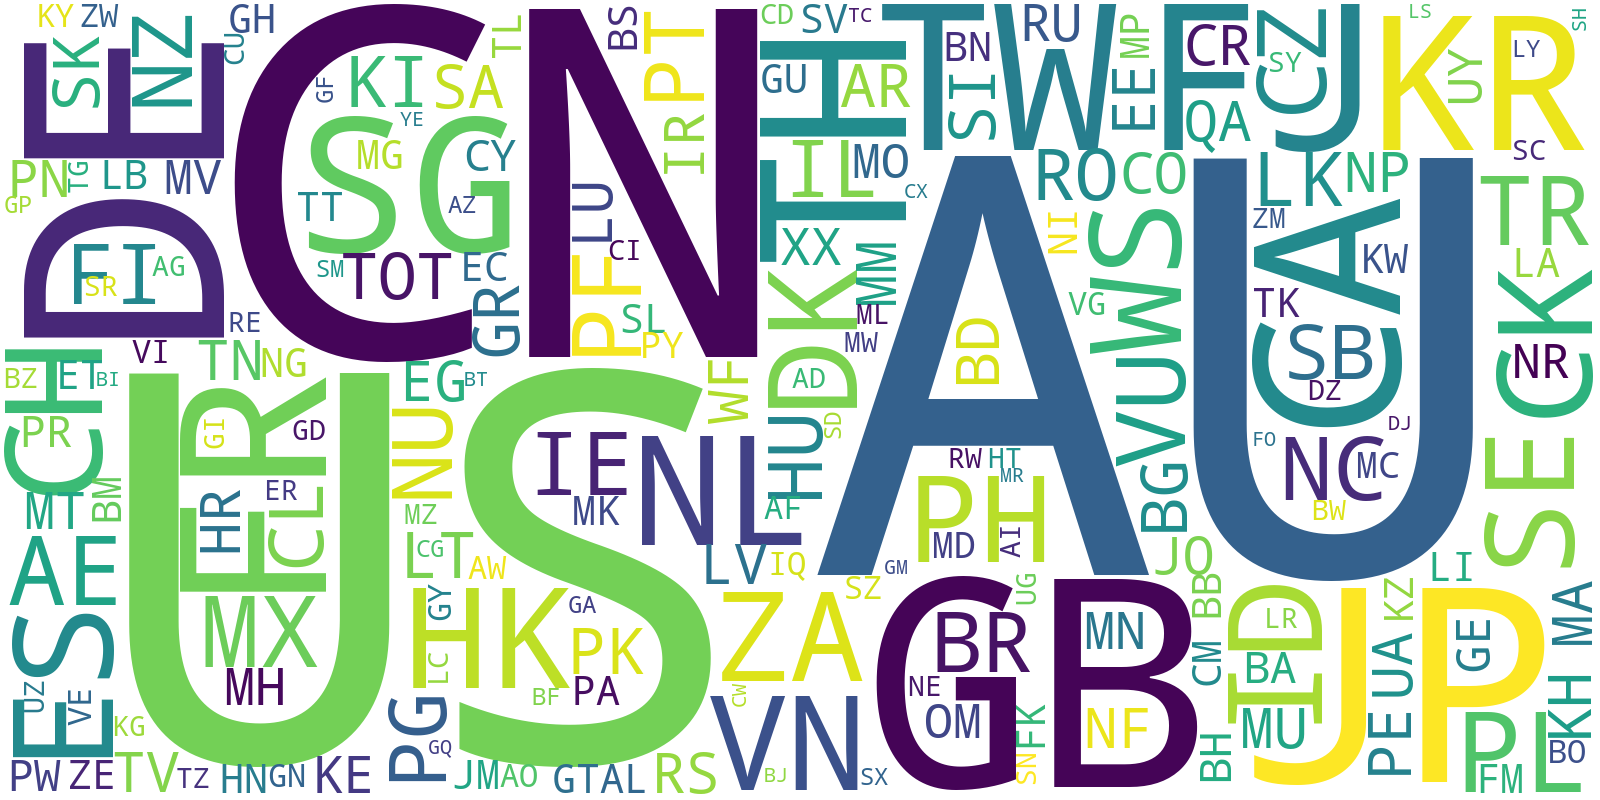 KY
ZW
GH
CU
SK
NZ
DE
CN
GF
KI
SA
TL
BS
PT
IR
CD
SV
TC
GU
AR
TH
TW
BN
RU
SI
EE
MP
FJ
CR
QA
CZ
SY
KR
UY
LS
LY
SH
YE
SG
MG
CY
TT
AZ
SM
TOT
EC
GR
LU
CI
PF
SL
PY
IL
MO
CX
XX
MM
DK
ML
MW
AD
SD
AU
RO
CO
NI
VG
WS
VU
BG
LK
NP
ZM
CA
KW
TK
SB
DZ
DJ
FO
NC
MC
BW
SC
TR
LA
CK
NR
SE
PN
TG
LB
MV
GP
FI
SR
AG
RE
VI
TN
NG
BZ
ET
BI
CH
PR
MT
BM
US
FR
GI
GD
HR
CL
ER
MX
MH
EG
BT
NU
MZ
LT
CG
AW
IE
MK
NL
WF
HU
AF
LV
IQ
BD
PH
RW
HT
MR
MD
AI
GM
SZ
JO
UG
BB
LI
KZ
AE
ES
UZ
VE
KG
PW
ZE
TV
TZ
HN
GN
KE
PG
GQ
JM
AO
GT
AL
RS
HK
GY
LC
GA
PK
BF
PA
ZA
CW
VN
BJ
SX
GB
BR
NE
OM
MN
NF
SN
FK
CM
BH
ID
LR
BA
MU
UA
PE
JP
GE
PL
FM
MA
KH
BO